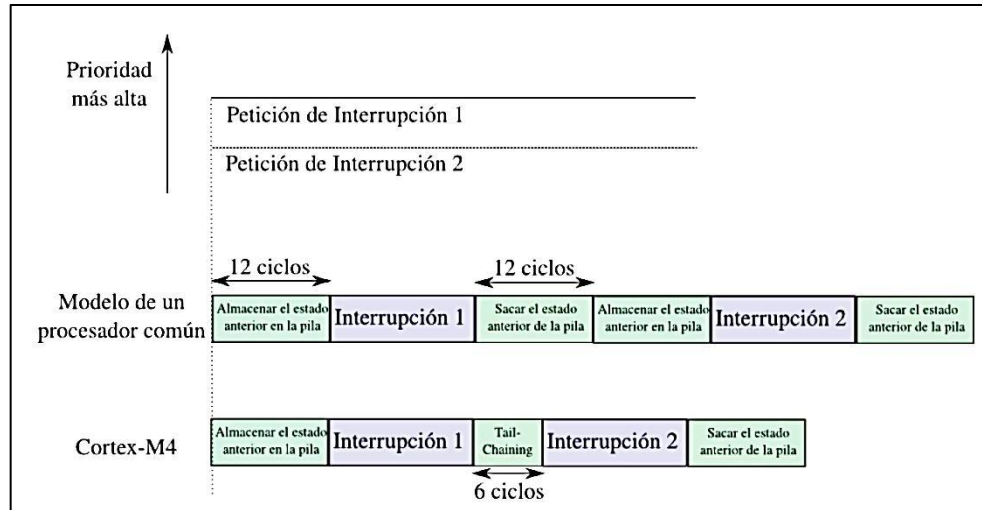 Prioridad
más alta
Petición de Interrupción 1
Petición de Interrupción 2
12 ciclos
12 ciclos
Modelo de un
procesador común
Almacenar el estado
anterior en la pila
Interrupción 1
Sacar el estado
anterior de la pila
Almacenar el estado
anterior en la pila
Interrupción 2
Sacar el estado
anterior de la pila
Cortex-M4
Almacenar el estado
anterior en la pila
Interrupción 1
Tail-
Chaining
Interrupción 2
Sacar el estado
anterior de la pila
6 ciclos